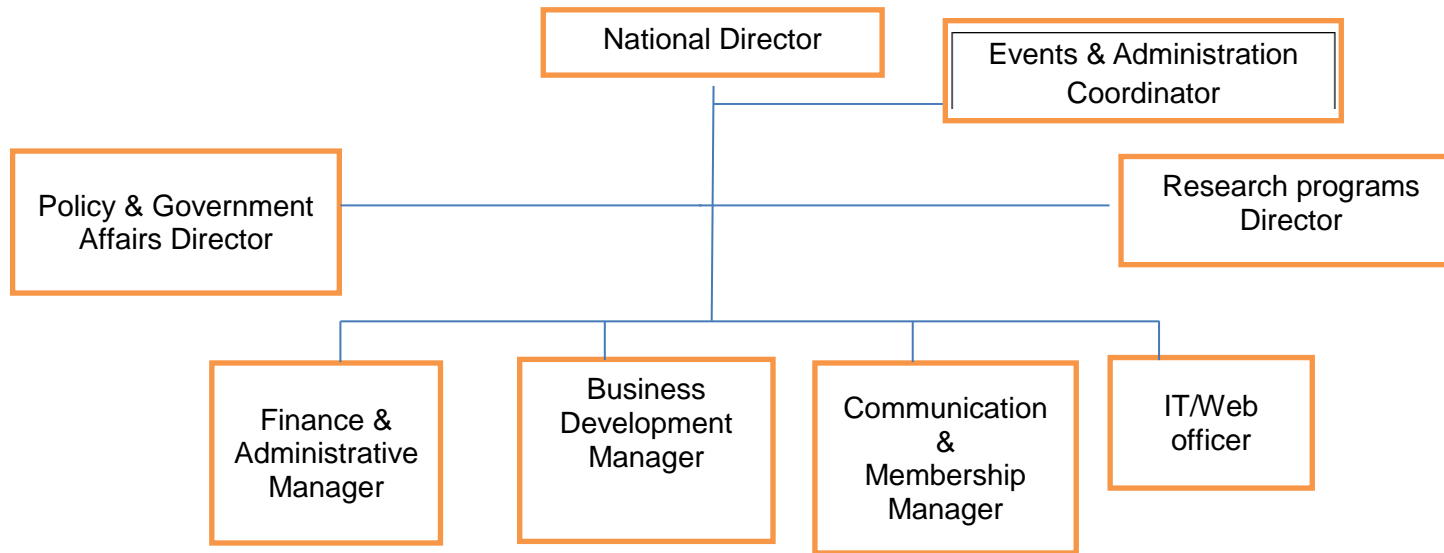 National Director
Events & Administration
Coordinator
Policy & Government
Affairs Director
Research programs
Director
Finance &
Administrative
Manager
Business
Development
Manager
Communication
&
Membership
Manager
IT/Web
officer